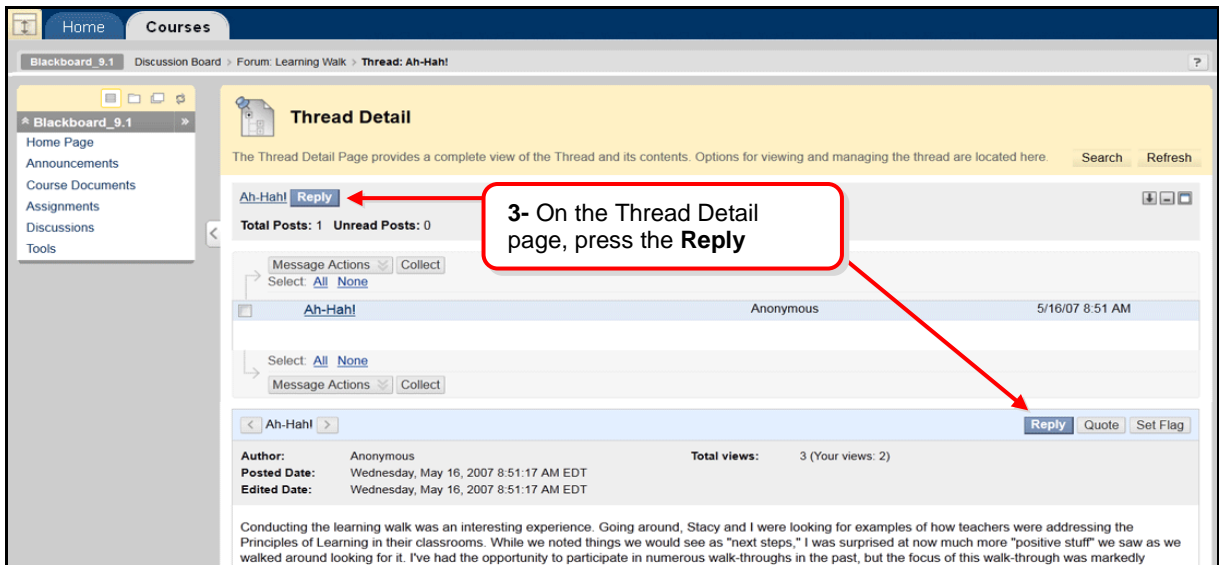 Home Courses
Blackboard_9.1 Discussion Board > Forum: Learning Walk > Thread: Ah-Hah! ?
Blackboard_9.1
Home Page
Announcements
Course Documents
Assignments
Discussions
Tools
Thread Detail
The Thread Detail Page provides a complete view of the Thread and its contents. Options for viewing and managing the thread are located here. Search Refresh
Ah-Hah! Reply
Total Posts: 1 Unread Posts: 0
3- On the Thread Detail
page, press the Reply
Message Actions Collect
Select: All None
Ah-Hah! Anonymous 5/16/07 8:51 AM
Select: All None
Message Actions Collect
< Ah-Hah! > Reply Quote Set Flag
Author: Anonymous Total views: 3 (Your views: 2)
Posted Date: Wednesday, May 16, 2007 8:51:17 AM EDT
Edited Date: Wednesday, May 16, 2007 8:51:17 AM EDT
Conducting the learning walk was an interesting experience. Going around, Stacy and I were looking for examples of how teachers were addressing the
Principles of Learning in their classrooms. While we noted things we would see as "next steps," I was surprised at now much more "positive stuff" we saw as we
walked around looking for it. I've had the opportunity to participate in numerous walk-throughs in the past, but the focus of this walk-through was markedly